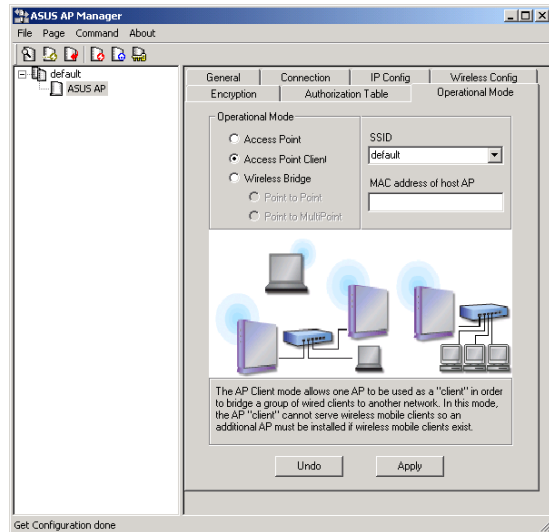 ASUS AP Manager
File Page Command About
default
ASUS AP
General Connection IP Config Wireless Config
Encryption Authorization Table Operational Mode
Operational Mode
Access Point
Access Point Client
Wireless Bridge
Point to Point
Point to MultiPoint
SSID
default
MAC address of host AP
The AP Client mode allows one AP to be used as a "client" in order
to bridge a group of wired clients to another network. In this mode,
the AP "client" cannot serve wireless mobile clients so an
additional AP must be installed if wireless mobile clients exist.
Undo Apply
Get Configuration done